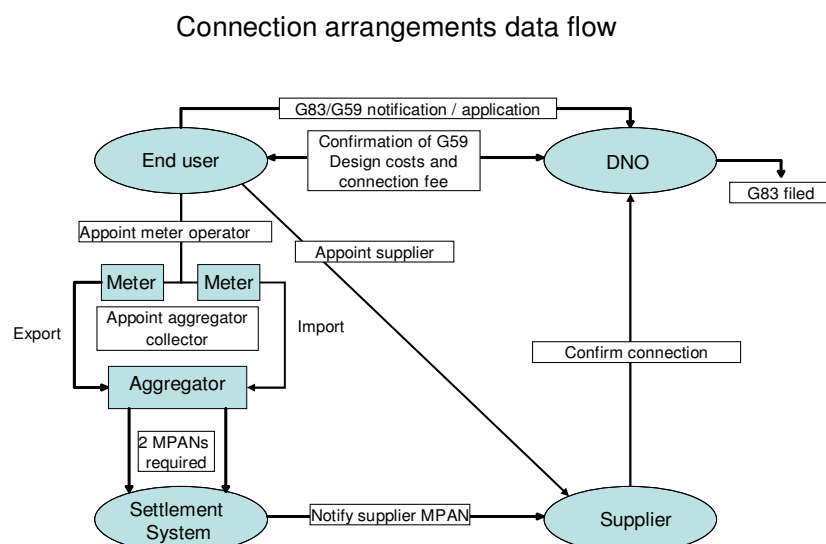 Connection arrangements data flow
G83/G59 notification / application
End user
Confirmation of G59
Design costs and
connection fee
DNO
G83 filed
Appoint meter operator
Appoint supplier
Meter
Meter
Export
Appoint aggregator
collector
Import
Confirm connection
Aggregator
2 MPANs
required
Settlement
System
Notify supplier MPAN
Supplier